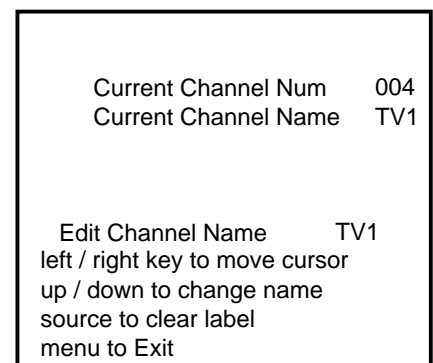 Current Channel Num 004
Current Channel Name TV1
Edit Channel Name TV1
left / right key to move cursor
up / down to change name
source to clear label
menu to Exit